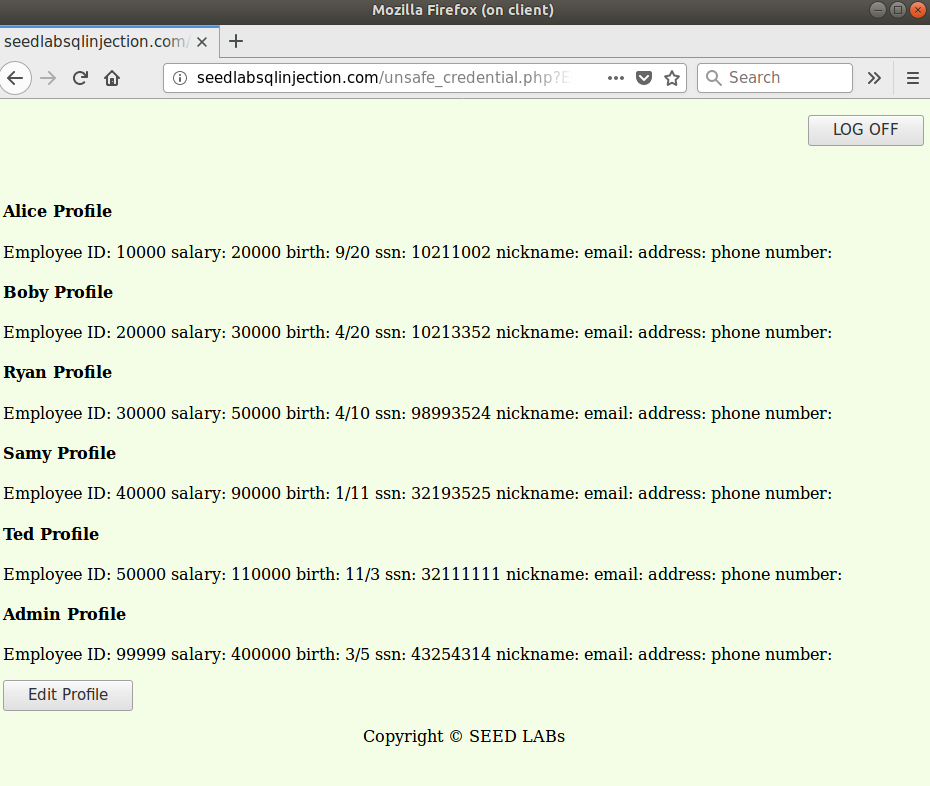 Mozilla Firefox (on client)
seedlabsqlinjection.com/
seedlabsqlinjection.com/unsafe_credential.php?E
Search
LOG OFF
Alice Profile
Employee ID: 10000 salary: 20000 birth: 9/20 ssn: 10211002 nickname: email: address: phone number:
Boby Profile
Employee ID: 20000 salary: 30000 birth: 4/20 ssn: 10213352 nickname: email: address: phone number:
Ryan Profile
Employee ID: 30000 salary: 50000 birth: 4/10 ssn: 98993524 nickname: email: address: phone number:
Samy Profile
Employee ID: 40000 salary: 90000 birth: 1/11 ssn: 32193525 nickname: email: address: phone number:
Ted Profile
Employee ID: 50000 salary: 110000 birth: 11/3 ssn: 32111111 nickname: email: address: phone number:
Admin Profile
Employee ID: 99999 salary: 400000 birth: 3/5 ssn: 43254314 nickname: email: address: phone number:
Edit Profile
Copyright © SEED LABs